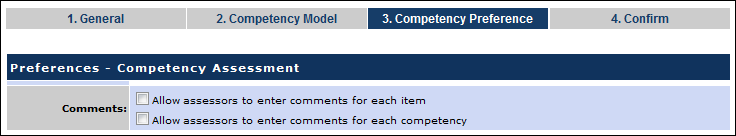 1. General 2. Competency Model 3. Competency Preference 4. Confirm
Preferences - Competency Assessment
Comments: Allow assessors to enter comments for each item
Allow assessors to enter comments for each competency